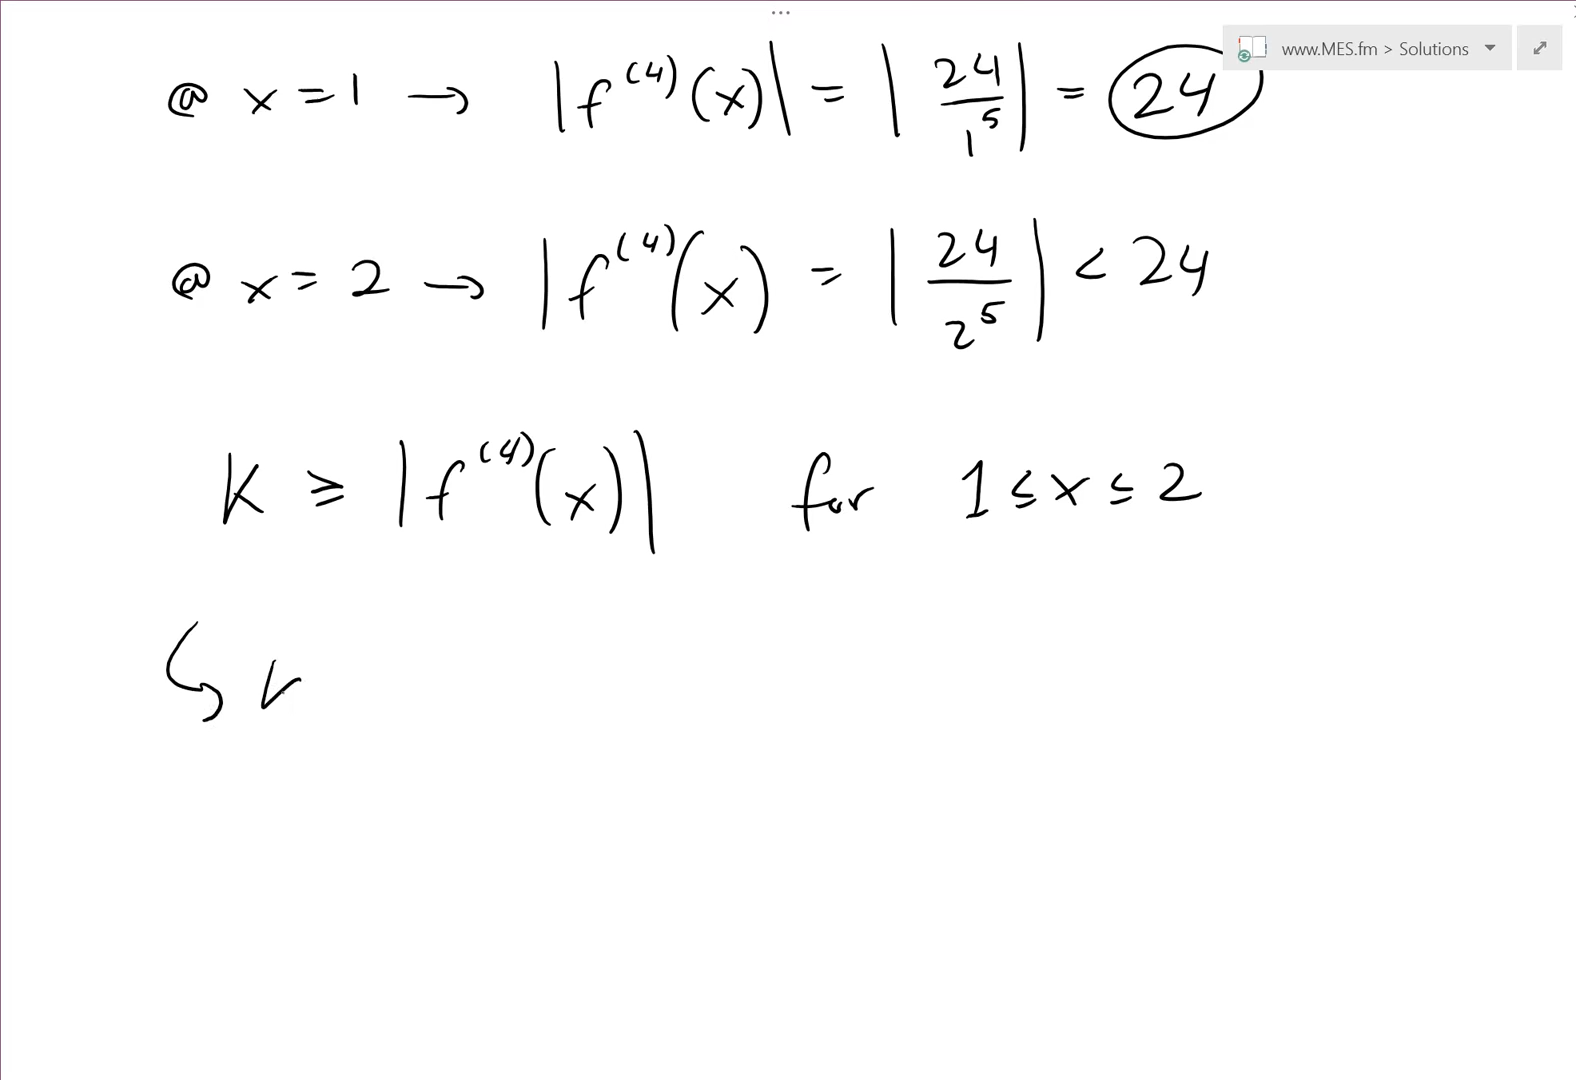 www.MES.fm > Solutions
@ x = 1 → |f^(4)(x)| = |24/1^5| = 24
@ x = 2 → |f^(4)(x) = |24/2^5| < 24
K ≥ |f^(4)(x)| for 1 ≤ x ≤ 2